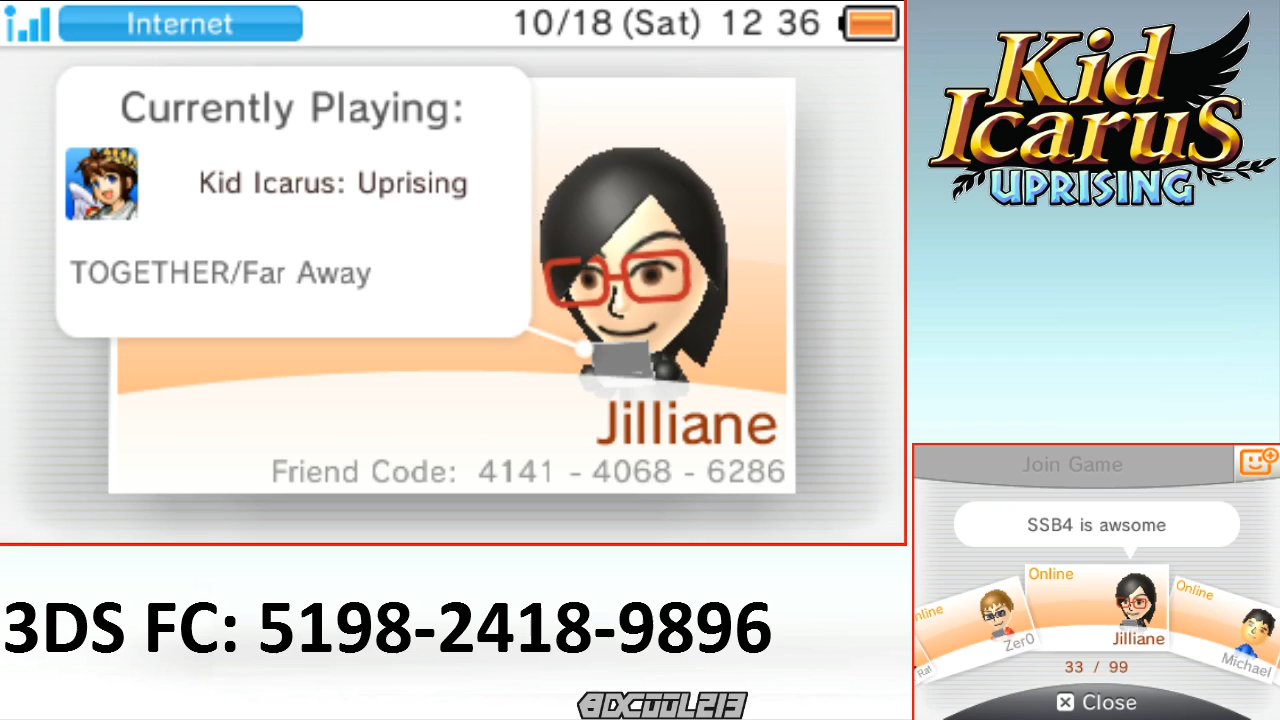 Internet
10/18 (Sat) 12 36
Currently Playing:
Kid Icarus: Uprising
TOGETHER/Far Away
Jilliane
Friend Code: 4141 - 4068 - 6286
Kid
Icarus
UPRISING
Join Game
SSB4 is awsome
Online
Online
nline
Zer0
Jilliane
Michael
Raf
33 / 99
X Close
3DS FC: 5198-2418-9896